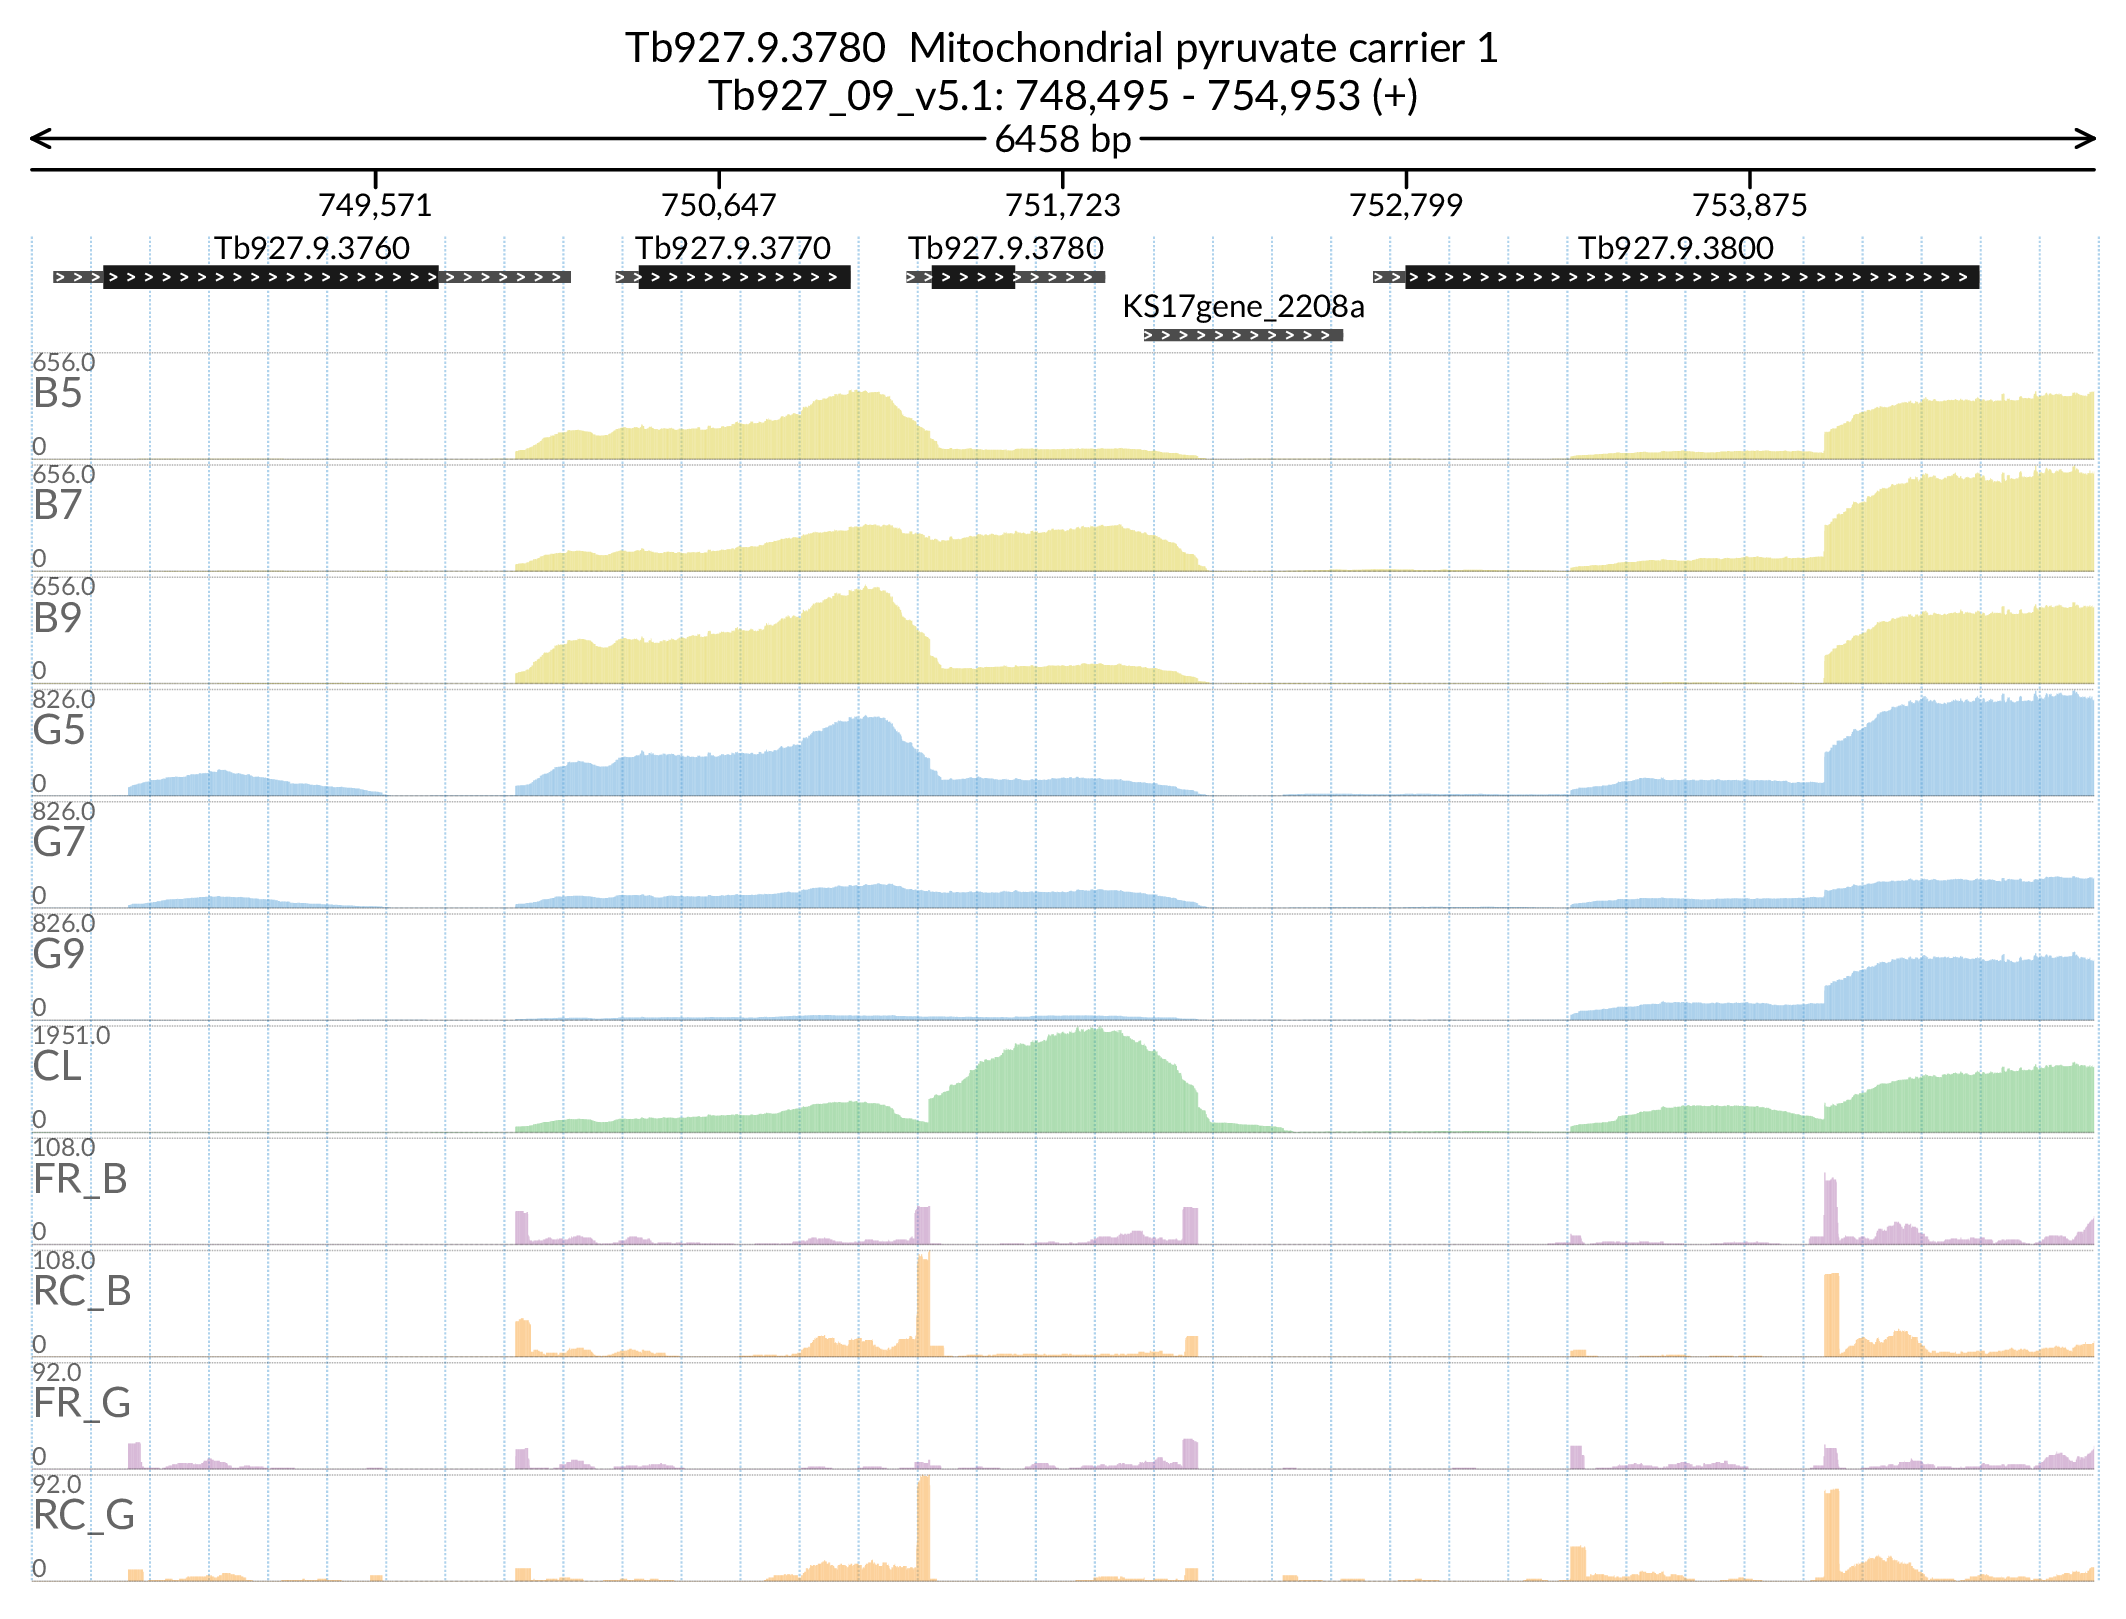 Tb927.9.3780 Mitochondrial pyruvate carrier 1
Tb927_09_v5.1: 748,495 - 754,953 (+)
6458 bp
749,571 750,647 751,723 752,799 753,875
Tb927.9.3760 Tb927.9.3770 Tb927.9.3780 Tb927.9.3800
KS17gene_2208a
656.0
B5
0
656.0
B7
0
656.0
B9
0
826.0
G5
0
826.0
G7
0
826.0
G9
0
1951.0
CL
0
108.0
FR_B
0
108.0
RC_B
0
92.0
FR_G
0
92.0
RC_G
0